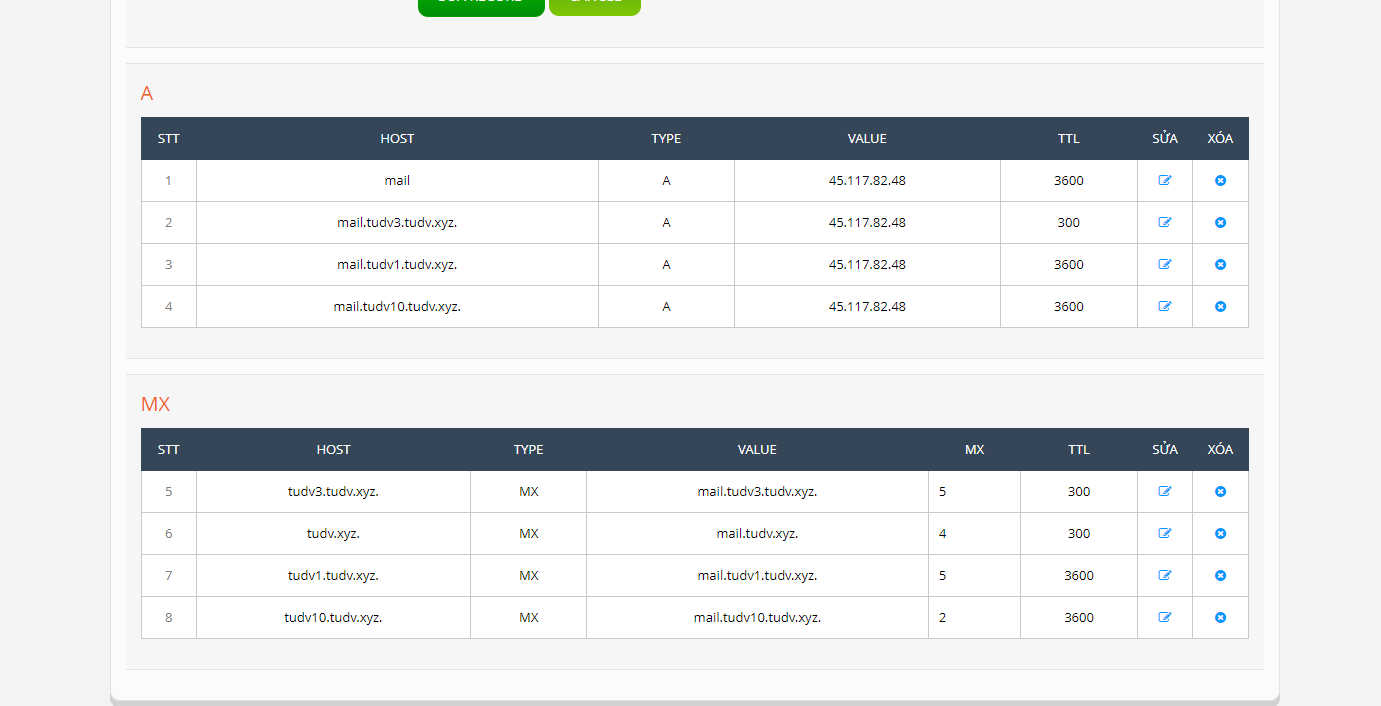 A
STT HOST TYPE VALUE TTL SỬA XÓA
1 mail A 45.117.82.48 3600
2 mail.tudv3.tudv.xyz. A 45.117.82.48 300
3 mail.tudv1.tudv.xyz. A 45.117.82.48 3600
4 mail.tudv10.tudv.xyz. A 45.117.82.48 3600
MX
STT HOST TYPE VALUE MX TTL SỬA XÓA
5 tudv3.tudv.xyz. MX mail.tudv3.tudv.xyz. 5 300
6 tudv.xyz. MX mail.tudv.xyz. 4 300
7 tudv1.tudv.xyz. MX mail.tudv1.tudv.xyz. 5 3600
8 tudv10.tudv.xyz. MX mail.tudv10.tudv.xyz. 2 3600